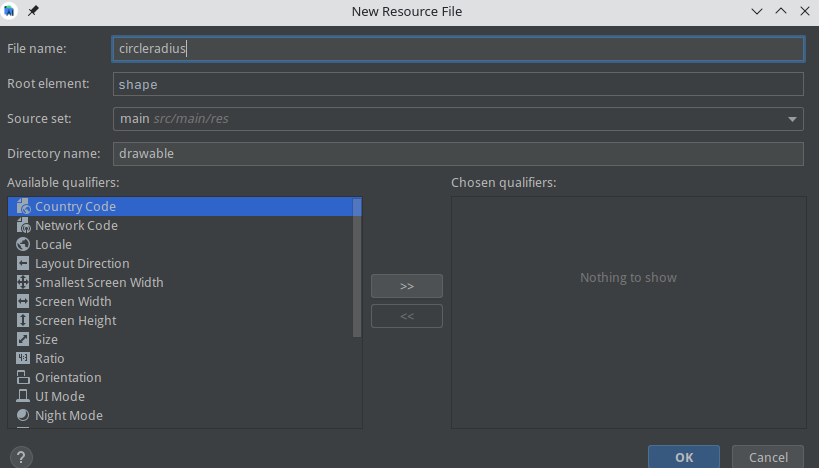 New Resource File
File name: circleradius
Root element: shape
Source set: main src/main/res
Directory name: drawable
Available qualifiers:
Country Code
Network Code
Locale
Layout Direction
Smallest Screen Width
Screen Width
Screen Height
Size
Ratio
Orientation
UI Mode
Night Mode
>>
<<
Chosen qualifiers:
Nothing to show
?
OK
Cancel